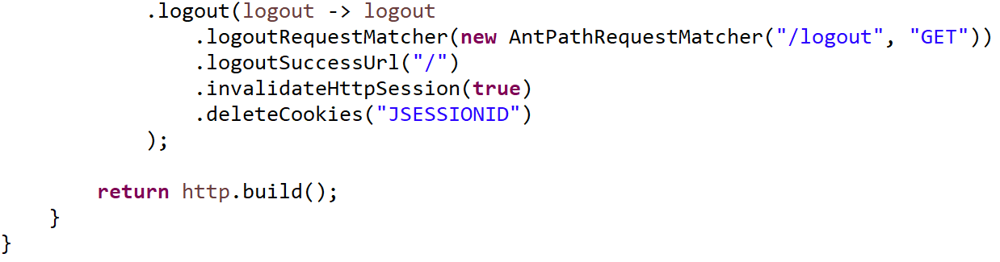 .logout(logout -> logout
.logoutRequestMatcher(new AntPathRequestMatcher("/logout", "GET"))
.logoutSuccessUrl("/")
.invalidateHttpSession(true)
.deleteCookies("JSESSIONID")
);
return http.build();
}
}